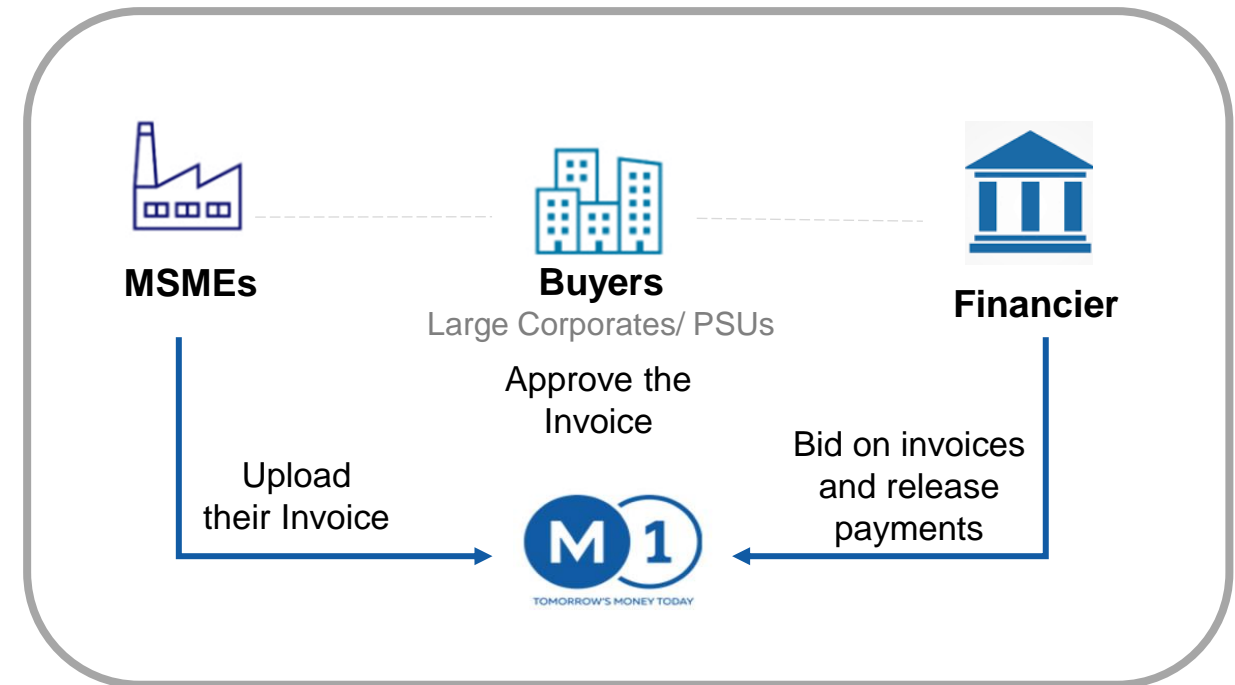 MSMEs
Buyers
Large Corporates/ PSUs
Financier
Approve the
Invoice
Upload
their Invoice
Bid on invoices
and release
payments
M 1
TOMORROW'S MONEY TODAY